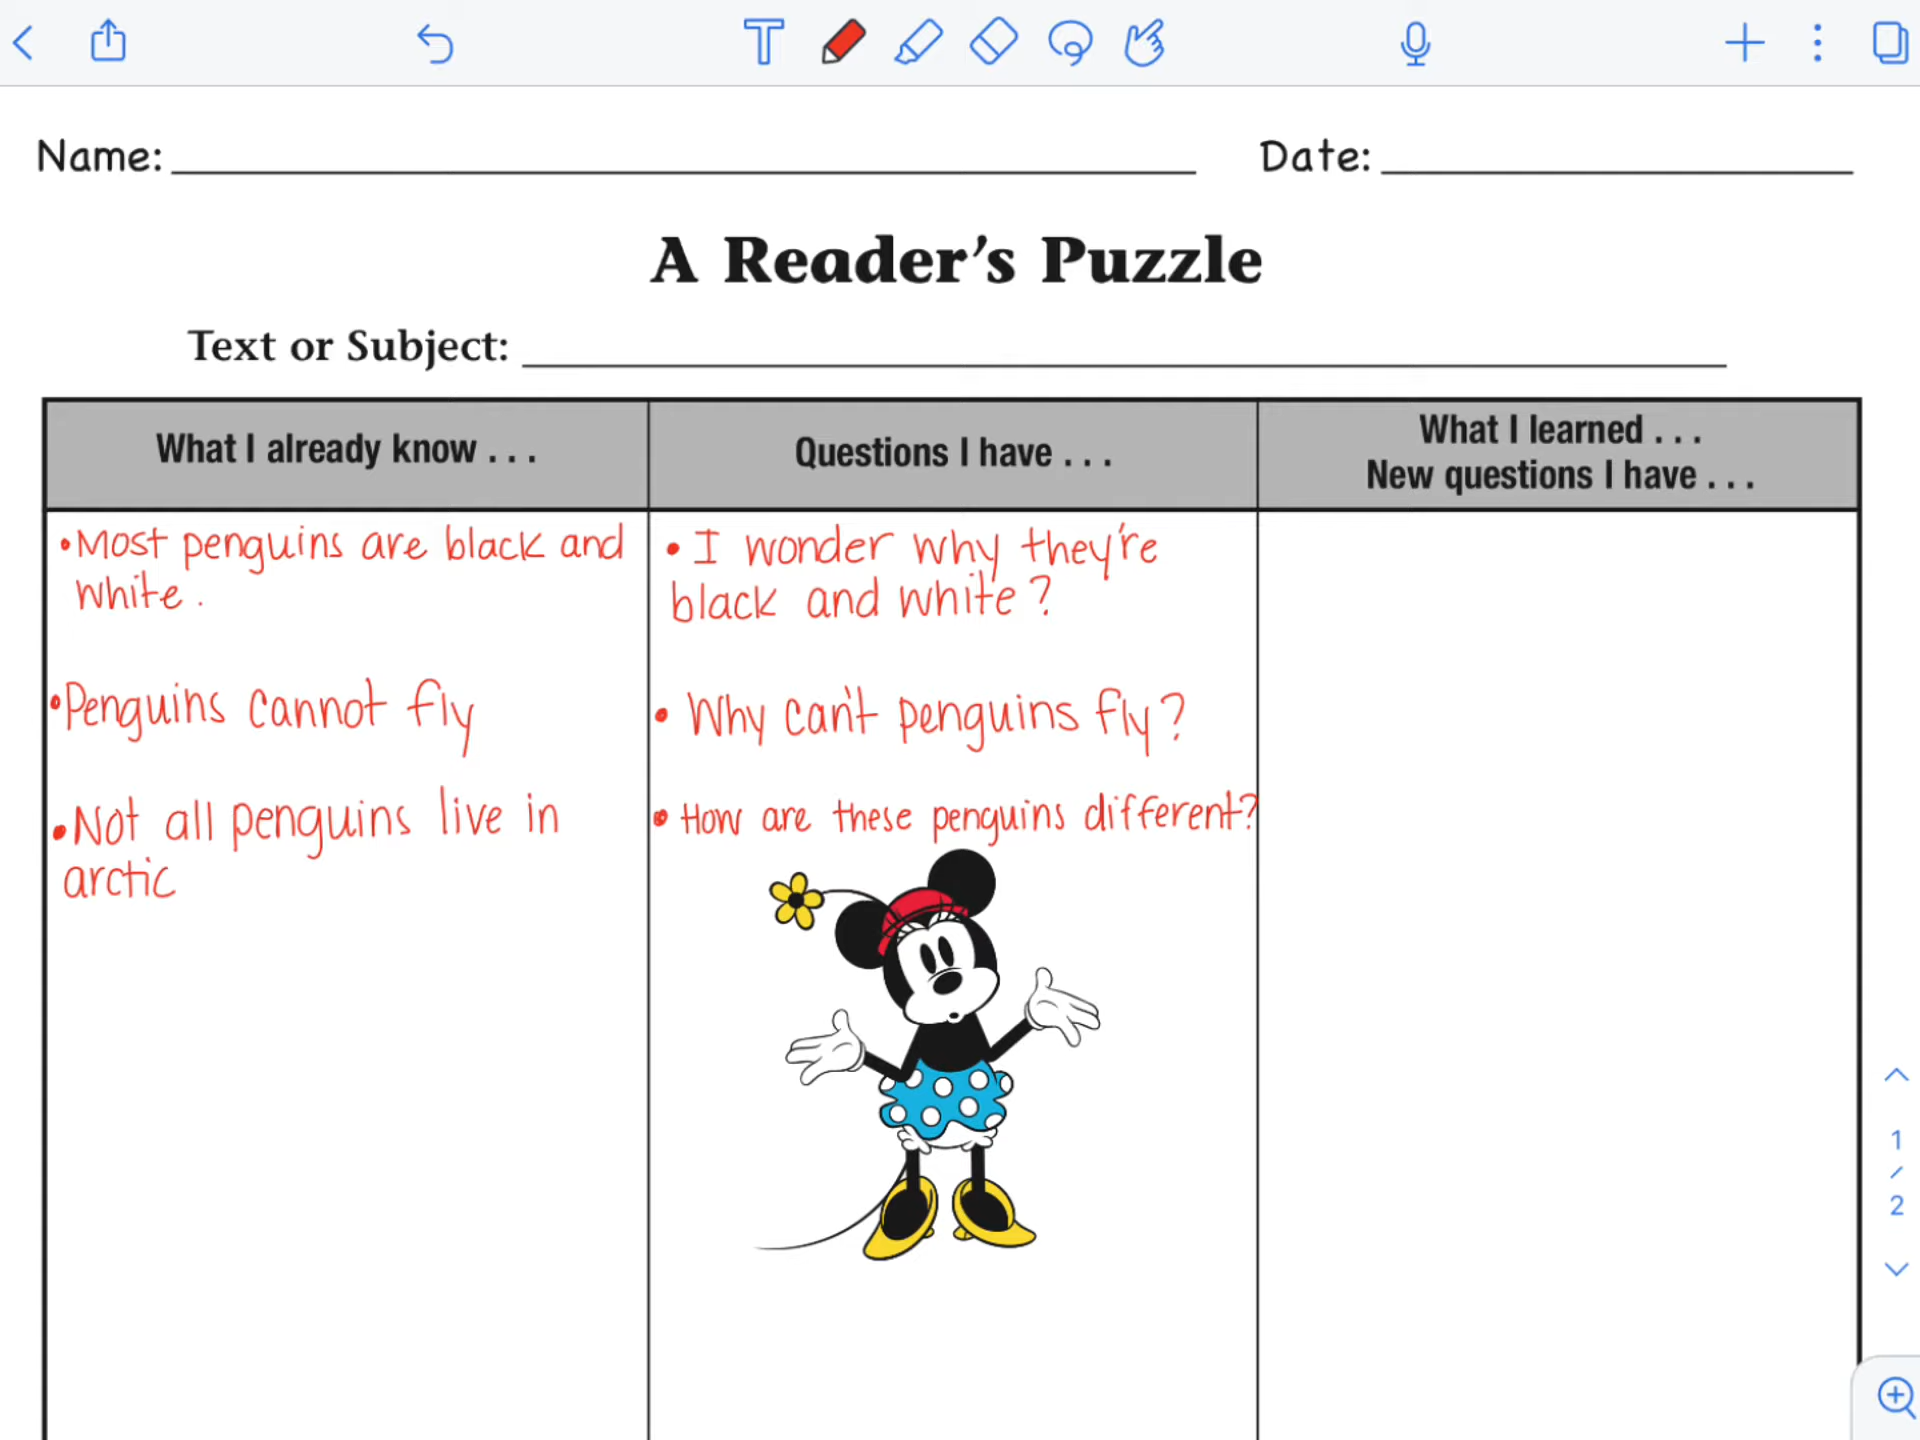 Name: Date:
A Reader's Puzzle
Text or Subject:
What I already know . . .
Questions I have . . .
What I learned . . .
New questions I have . . .
•Most penguins are black and
white.
•Penguins cannot fly
•Not all penguins live in
arctic
• I wonder why they're
black and white?
• Why can't penguins fly?
• How are these penguins different?
1
/
2